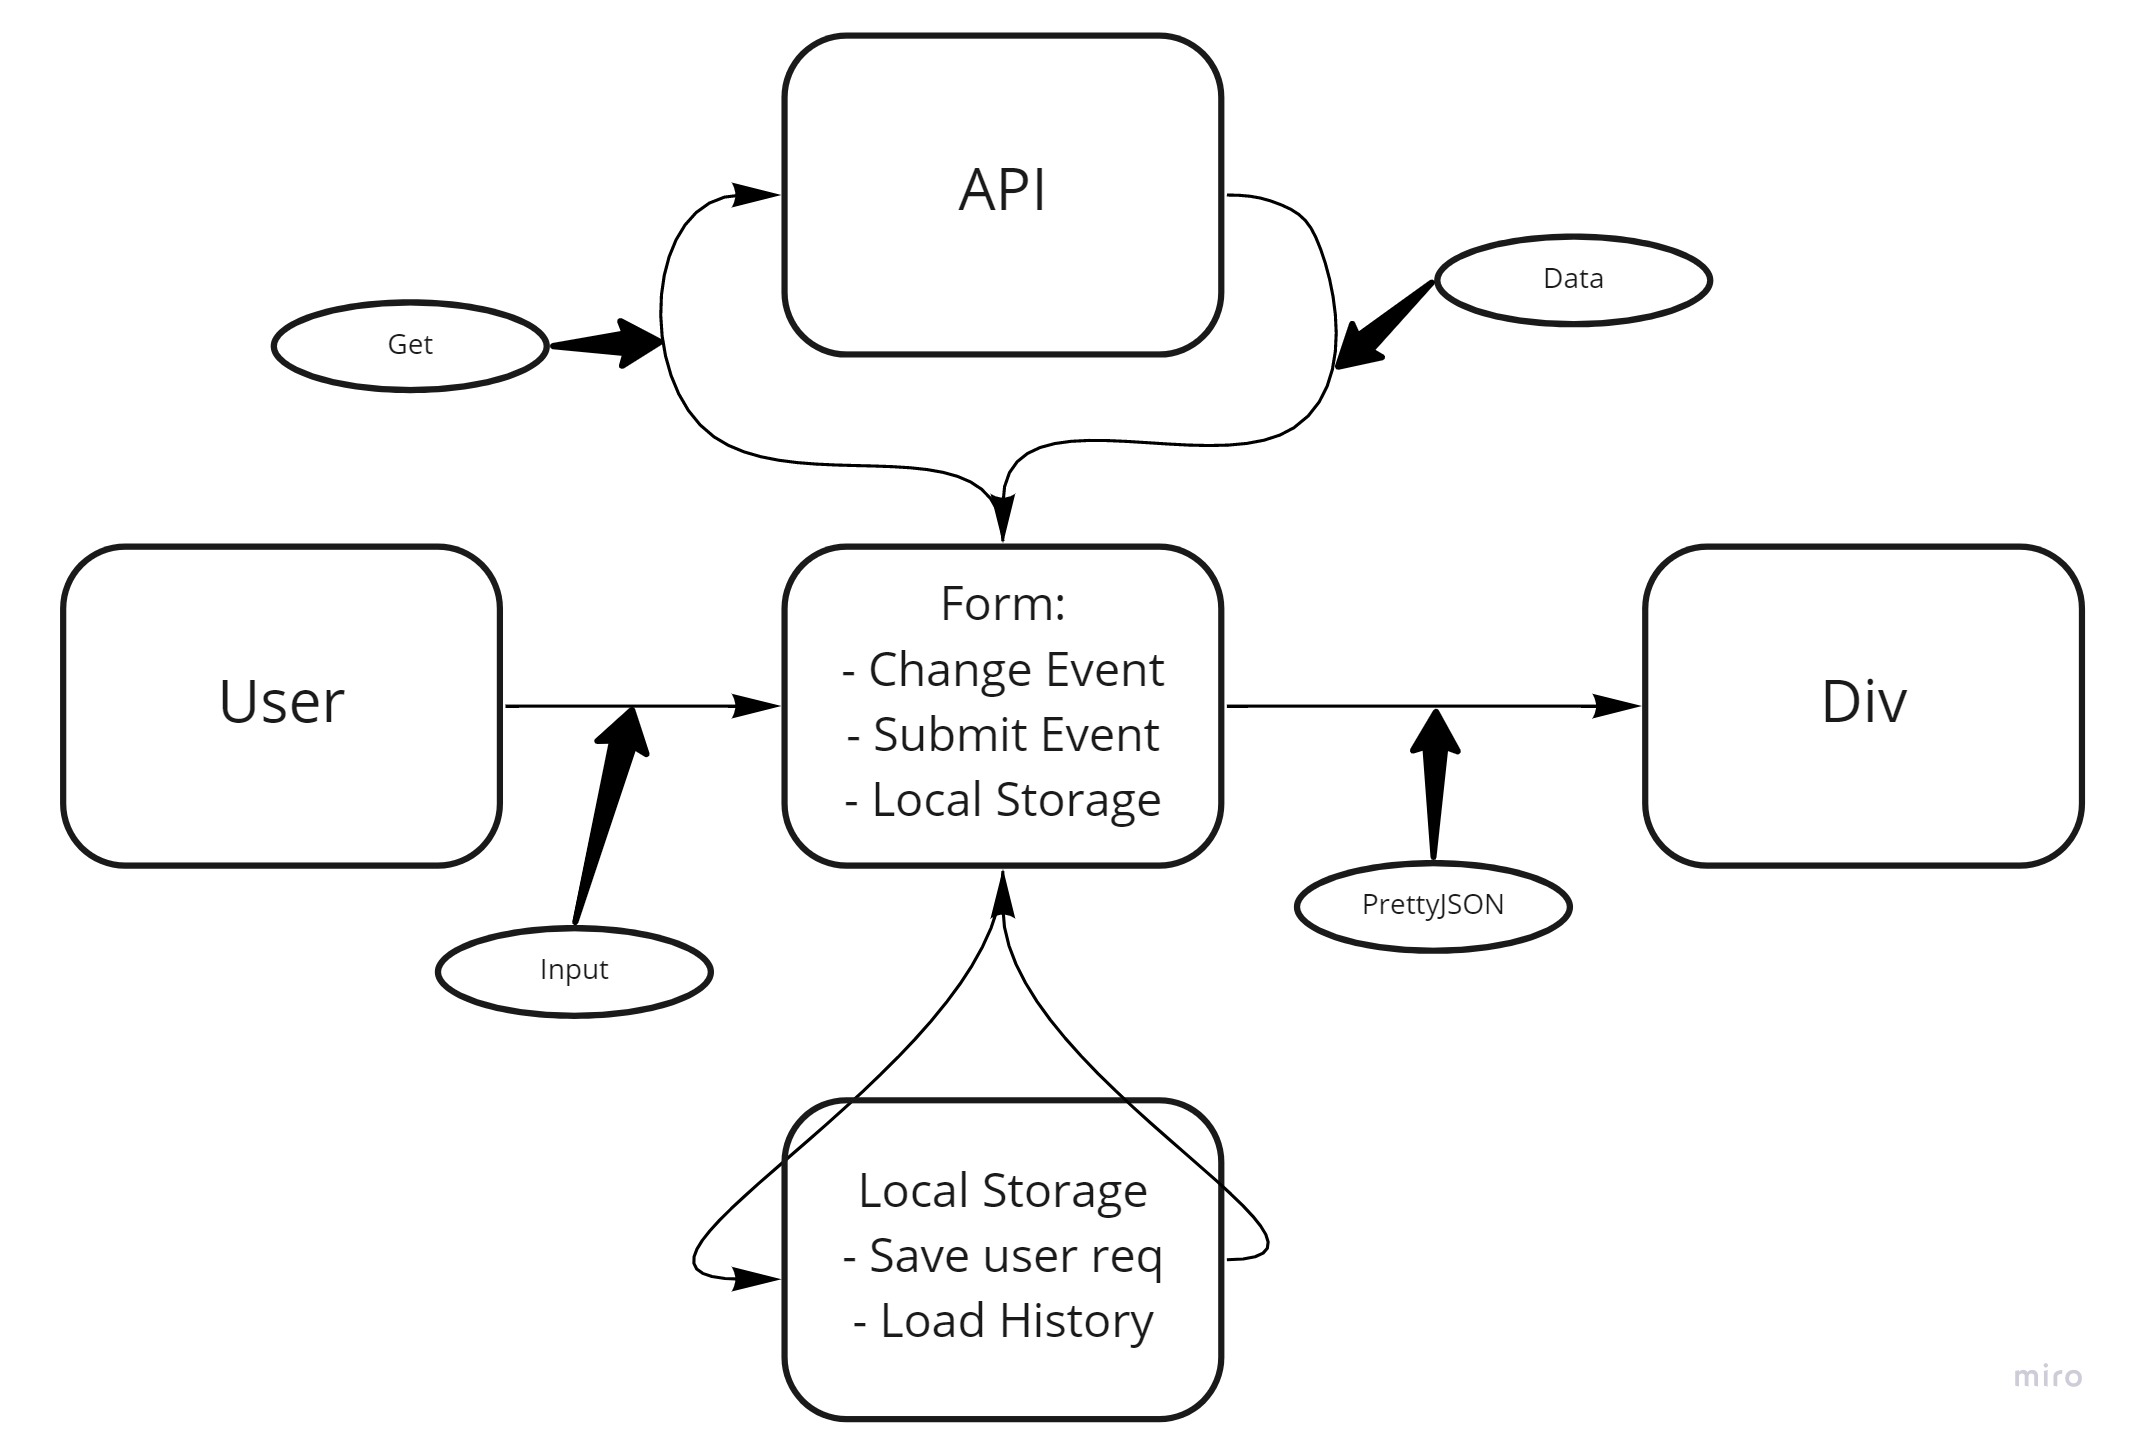 API
Data
Get
User
Form:
- Change Event
- Submit Event
- Local Storage
Div
PrettyJSON
Input
Local Storage
- Save user req
- Load History
miro